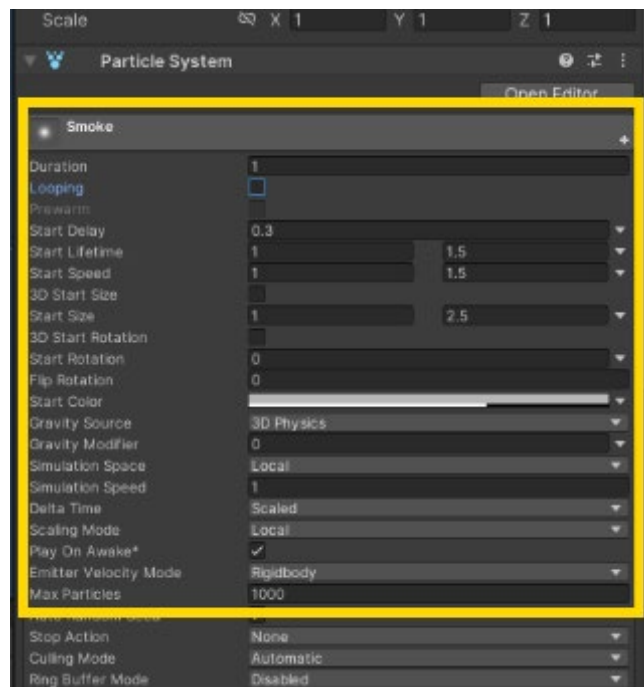 Scale X 1 Y 1 Z 1
Particle System
Open Editor...
Smoke
+
Duration 1
Looping
Prewarm
Start Delay 0.3
Start Lifetime 1 1.5
Start Speed 1 1.5
3D Start Size
Start Size 1 2.5
3D Start Rotation
Start Rotation 0
Flip Rotation 0
Start Color
Gravity Source 3D Physics
Gravity Modifier 0
Simulation Space Local
Simulation Speed 1
Delta Time Scaled
Scaling Mode Local
Play On Awake*
Emitter Velocity Mode Rigidbody
Max Particles 1000
Auto Random Seed
Stop Action None
Culling Mode Automatic
Ring Buffer Mode Disabled